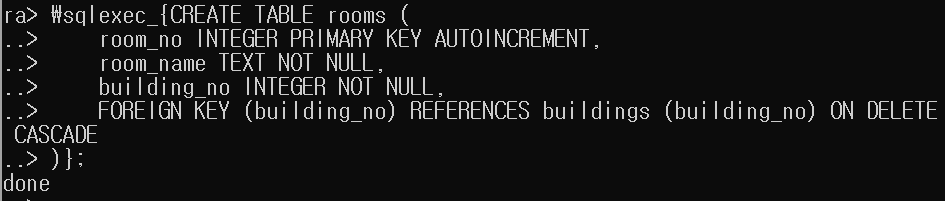 ra> ₩sqlexec_{CREATE TABLE rooms (
..>     room_no INTEGER PRIMARY KEY AUTOINCREMENT,
..>     room_name TEXT NOT NULL,
..>     building_no INTEGER NOT NULL,
..>     FOREIGN KEY (building_no) REFERENCES buildings (building_no) ON DELETE
 CASCADE
..> )};
done